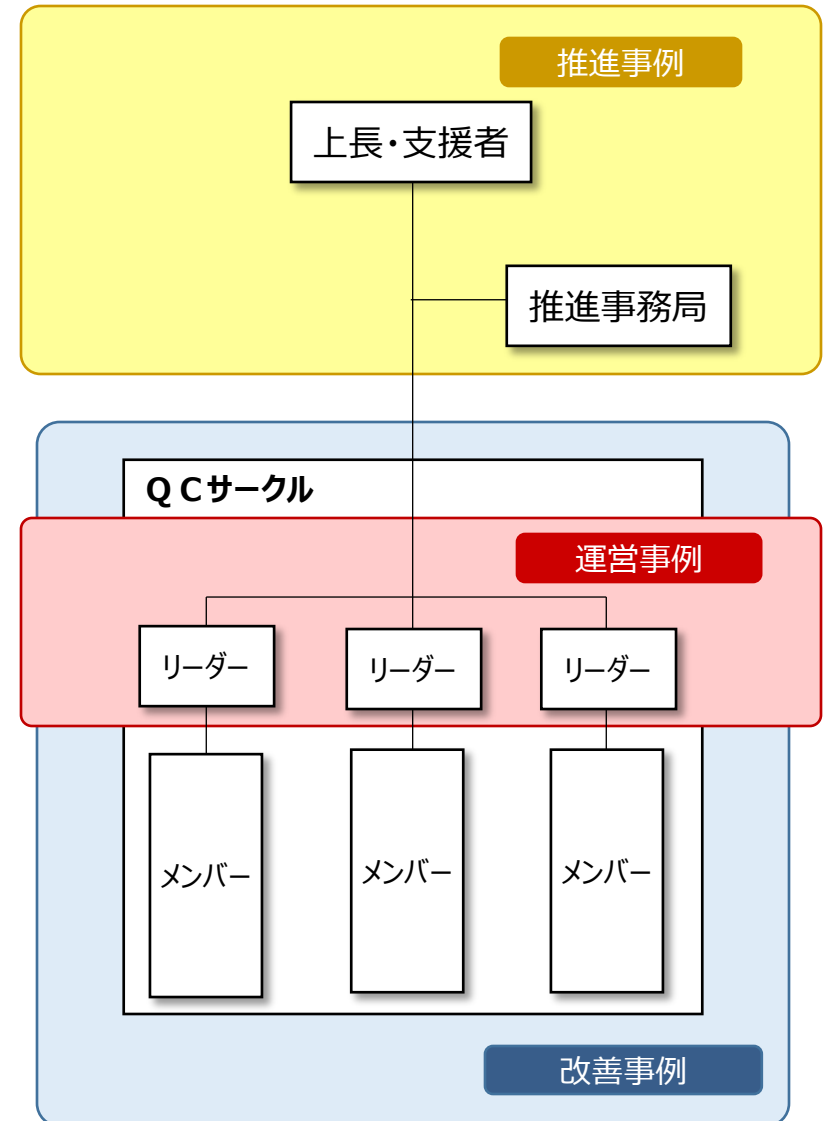 推進事例
上長・支援者
推進事務局
ＱＣサークル
運営事例
リーダー
リーダー
リーダー
メンバー
メンバー
メンバー
改善事例